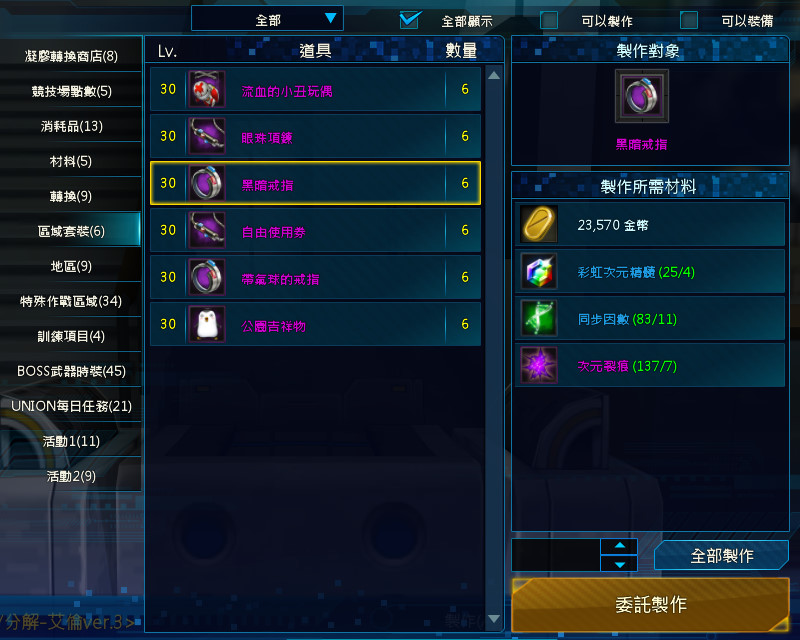 全部
全部顯示
可以製作
可以裝備
凝膠轉換商店(8)
競技場點數(5)
消耗品(13)
材料(5)
轉換(9)
區域套裝(6)
地區(9)
特殊作戰區域(34)
訓練項目(4)
BOSS武器時裝(45)
UNION每日任務(21)
活動1(11)
活動2(9)
/分解-艾倫ver.3>
Lv. 道具 數量
30 流血的小丑玩偶 6
30 眼珠項鍊 6
30 黑暗戒指 6
30 自由使用券 6
30 帶氣球的戒指 6
30 公園吉祥物 6
製作對象
黑暗戒指
製作所需材料
23,570 金幣
彩虹次元精髓 (25/4)
同步因數 (83/11)
次元裂痕 (137/7)
全部製作
委託製作